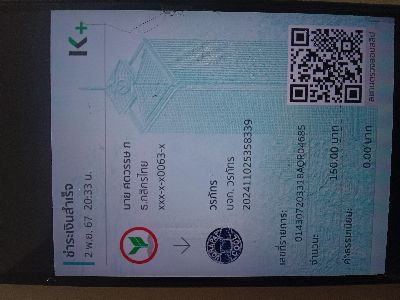 ชำระเงินสำเร็จ
2 พ.ย. 67 20:33 น.
K+
นาย ศตวรรษ ก
ธ.กสิกรไทย
xxx-x-x0063-x
วรภัทร
บจก. วรภัทร
202411025358339
เลขที่รายการ:
014307203318AQR04685
จำนวน:
150.00 บาท
ค่าธรรมเนียม:
0.00 บาท
สแกนตรวจสอบสลิป